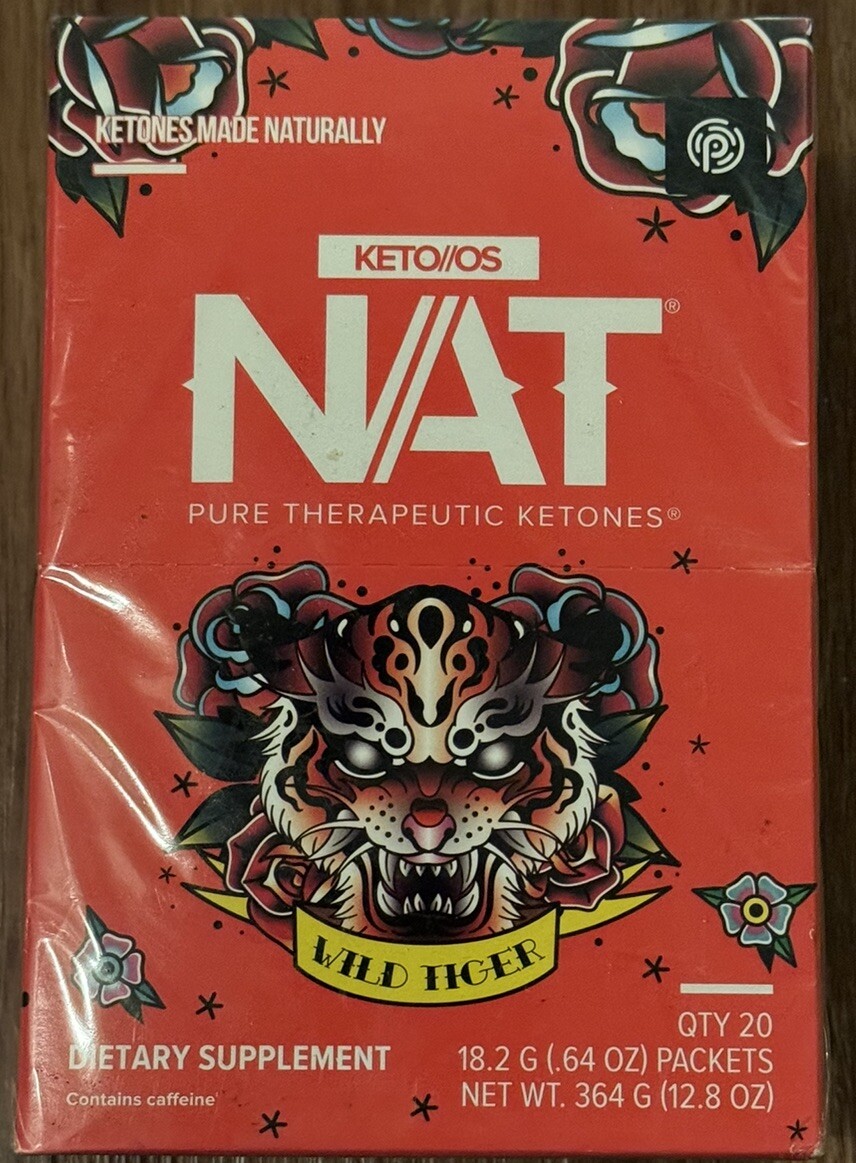 KETONES MADE NATURALLY
KETO//OS
NAT®
PURE THERAPEUTIC KETONES®
WILD TIGER
QTY 20
DIETARY SUPPLEMENT 18.2 G (.64 OZ) PACKETS
Contains caffeine NET WT. 364 G (12.8 OZ)